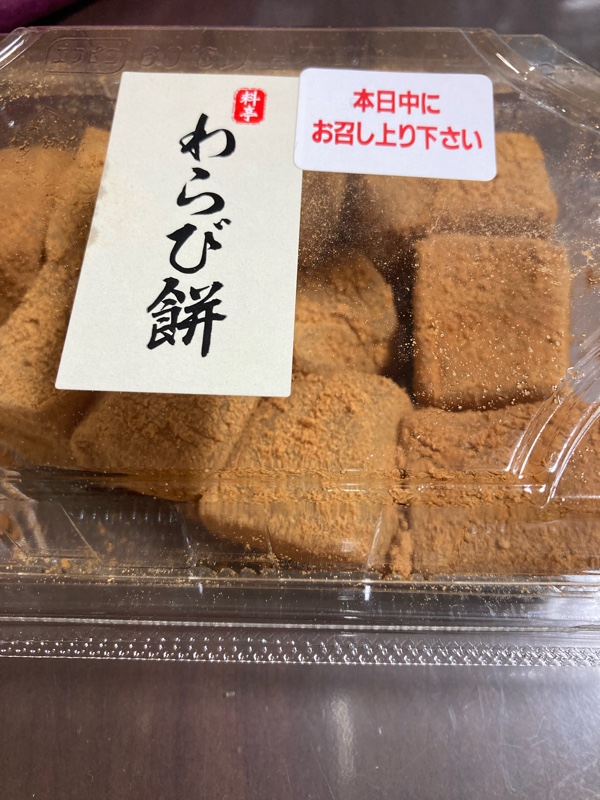 料亭
わらび餅
本日中に
お召し上り下さい